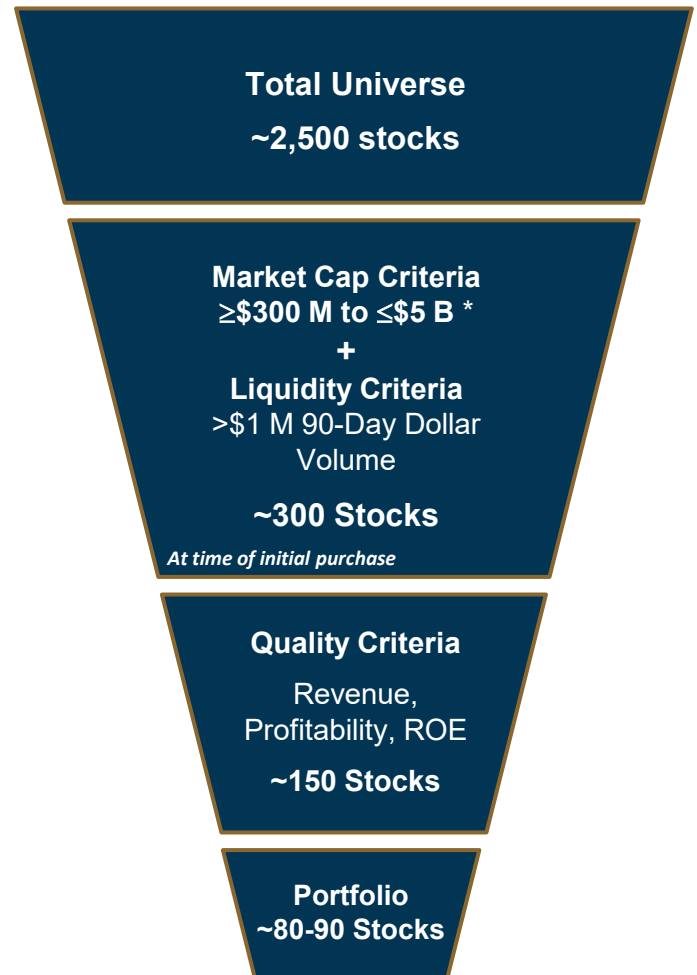 Total Universe
~2,500 stocks
Market Cap Criteria
≥$300 M to ≤$5 B *
+
Liquidity Criteria
>$1 M 90-Day Dollar
Volume
~300 Stocks
At time of initial purchase
Quality Criteria
Revenue,
Profitability, ROE
~150 Stocks
Portfolio
~80-90 Stocks